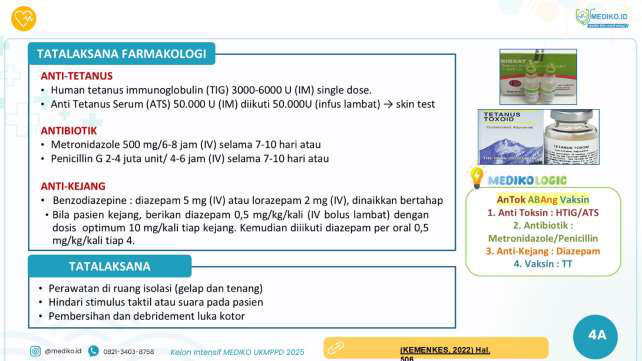 MEDIKO.ID
TATALAKSANA FARMAKOLOGI
ANTI-TETANUS
• Human tetanus immunoglobulin (TIG) 3000-6000 U (IM) single dose.
• Anti Tetanus Serum (ATS) 50.000 U (IM) diikuti 50.000U (infus lambat) → skin test
ANTIBIOTIK
• Metronidazole 500 mg/6-8 jam (IV) selama 7-10 hari atau
• Penicillin G 2-4 juta unit/ 4-6 jam (IV) selama 7-10 hari atau
ANTI-KEJANG
• Benzodiazepine : diazepam 5 mg (IV) atau lorazepam 2 mg (IV), dinaikkan bertahap
• Bila pasien kejang, berikan diazepam 0,5 mg/kg/kali (IV bolus lambat) dengan
dosis optimum 10 mg/kali tiap kejang. Kemudian diiikuti diazepam per oral 0,5
mg/kg/kali tiap 4.
TATALAKSANA
• Perawatan di ruang isolasi (gelap dan tenang)
• Hindari stimulus taktil atau suara pada pasien
• Pembersihan dan debridement luka kotor
TETANUS
TOXOID
TETANUS TOXOID
MEDIKOLOGIC
AnTok ABAng Vaksin
1. Anti Toksin : HTIG/ATS
2. Antibiotik :
Metronidazole/Penicillin
3. Anti-Kejang : Diazepam
4. Vaksin : TT
4A
@mediko.id
0821-3403-8758
Kelon Intensif MEDIKO UKMPPD 2025
(KEMENKES, 2022) Hal.
506